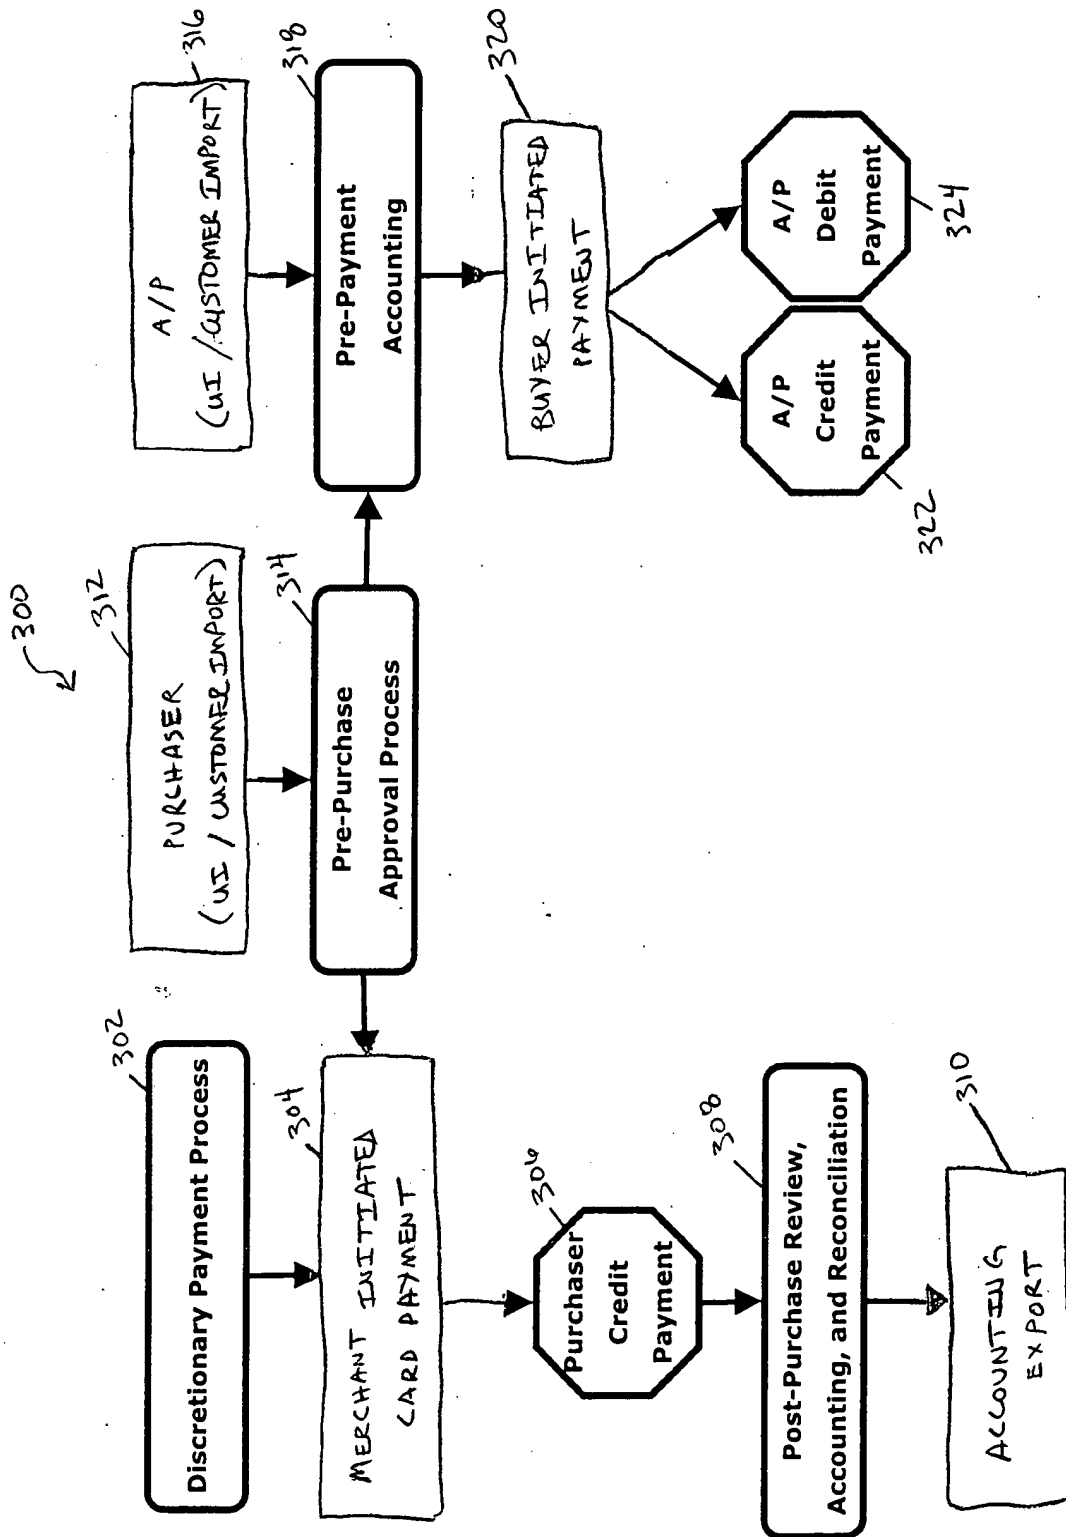 300
302
Discretionary Payment Process
304
MERCHANT INITIATED
CARD PAYMENT
306
Purchaser
Credit
Payment
308
Post-Purchase Review,
Accounting, and Reconciliation
310
ACCOUNTING
EXPORT
312
PURCHASER
(UI / CUSTOMER IMPORT)
314
Pre-Purchase
Approval Process
316
A/P
(UI / CUSTOMER IMPORT)
318
Pre-Payment
Accounting
320
BUYER INITIATED
PAYMENT
A/P
Credit
Payment
322
A/P
Debit
Payment
324